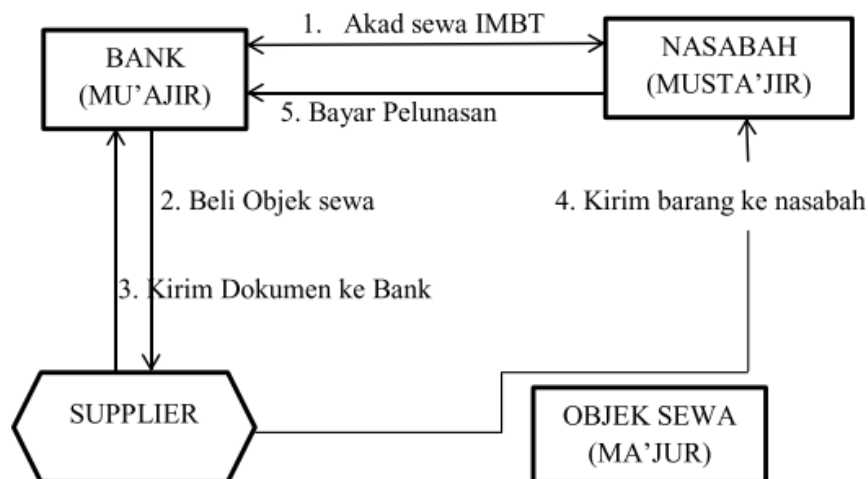 1. Akad sewa IMBT
BANK
(MU’AJIR)
NASABAH
(MUSTA’JIR)
5. Bayar Pelunasan
2. Beli Objek sewa
4. Kirim barang ke nasabah
3. Kirim Dokumen ke Bank
SUPPLIER
OBJEK SEWA
(MA’JUR)